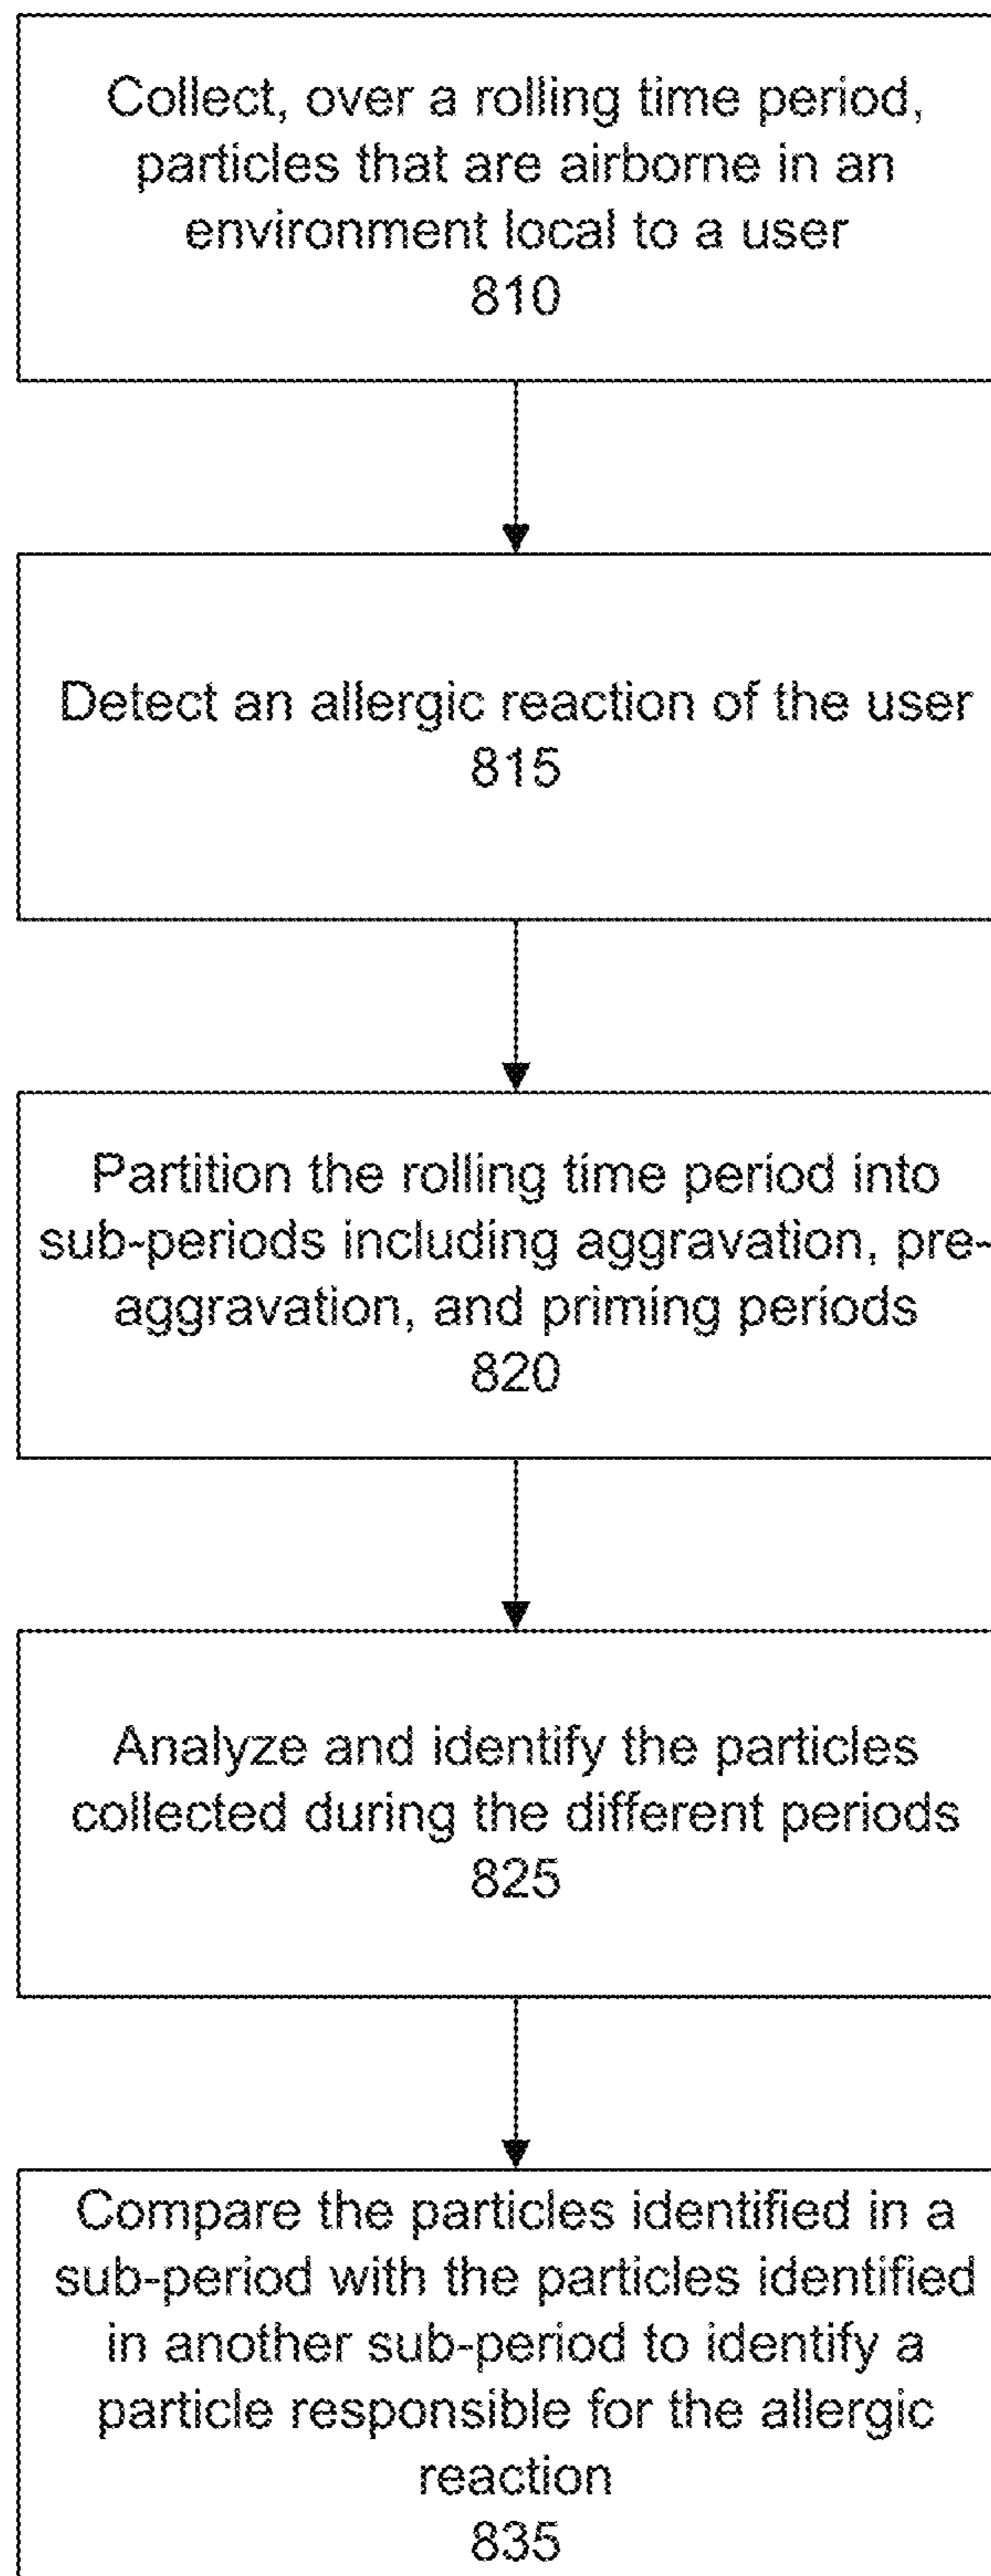 Collect, over a rolling time period,
particles that are airborne in an
environment local to a user
810
Detect an allergic reaction of the user
815
Partition the rolling time period into
sub-periods including aggravation, pre-
aggravation, and priming periods
820
Analyze and identify the particles
collected during the different periods
825
Compare the particles identified in a
sub-period with the particles identified
in another sub-period to identify a
particle responsible for the allergic
reaction
835